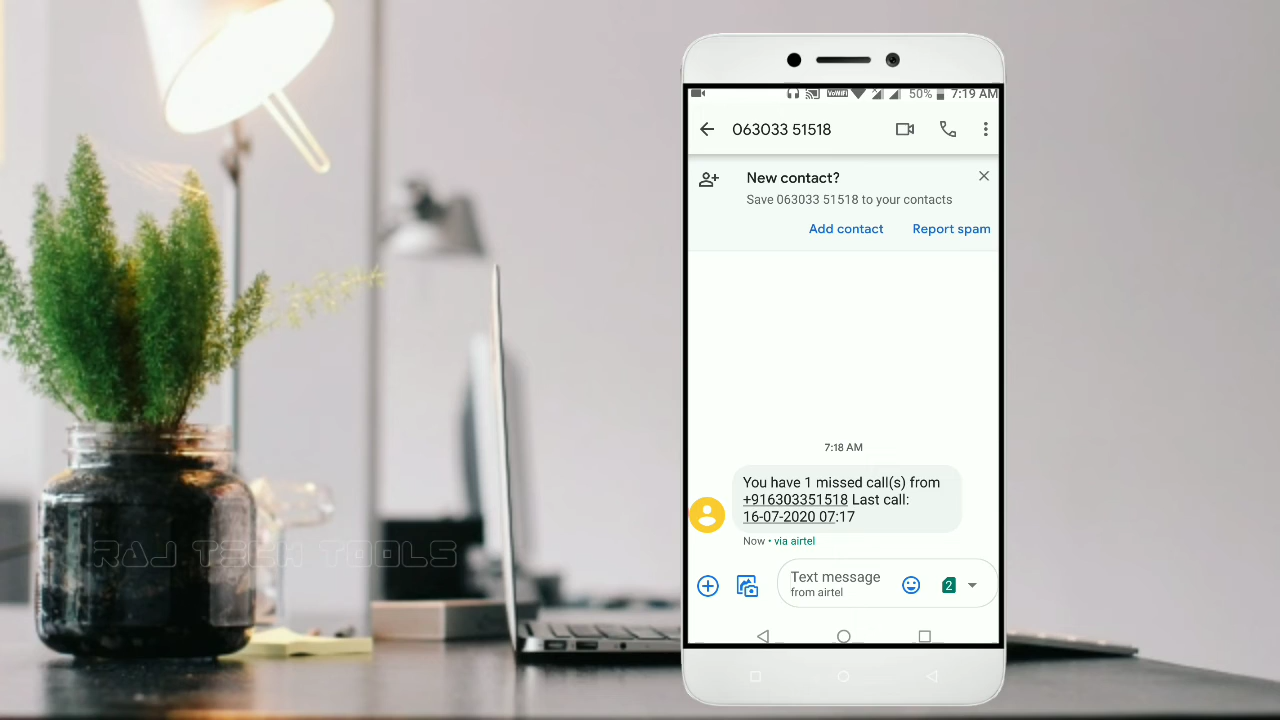 VoWiFi 50% 7:19 AM
063033 51518
New contact?
Save 063033 51518 to your contacts
Add contact Report spam
7:18 AM
You have 1 missed call(s) from
+916303351518 Last call:
16-07-2020 07:17
Now • via airtel
Text message
from airtel
2
RAJ TECH TOOLS